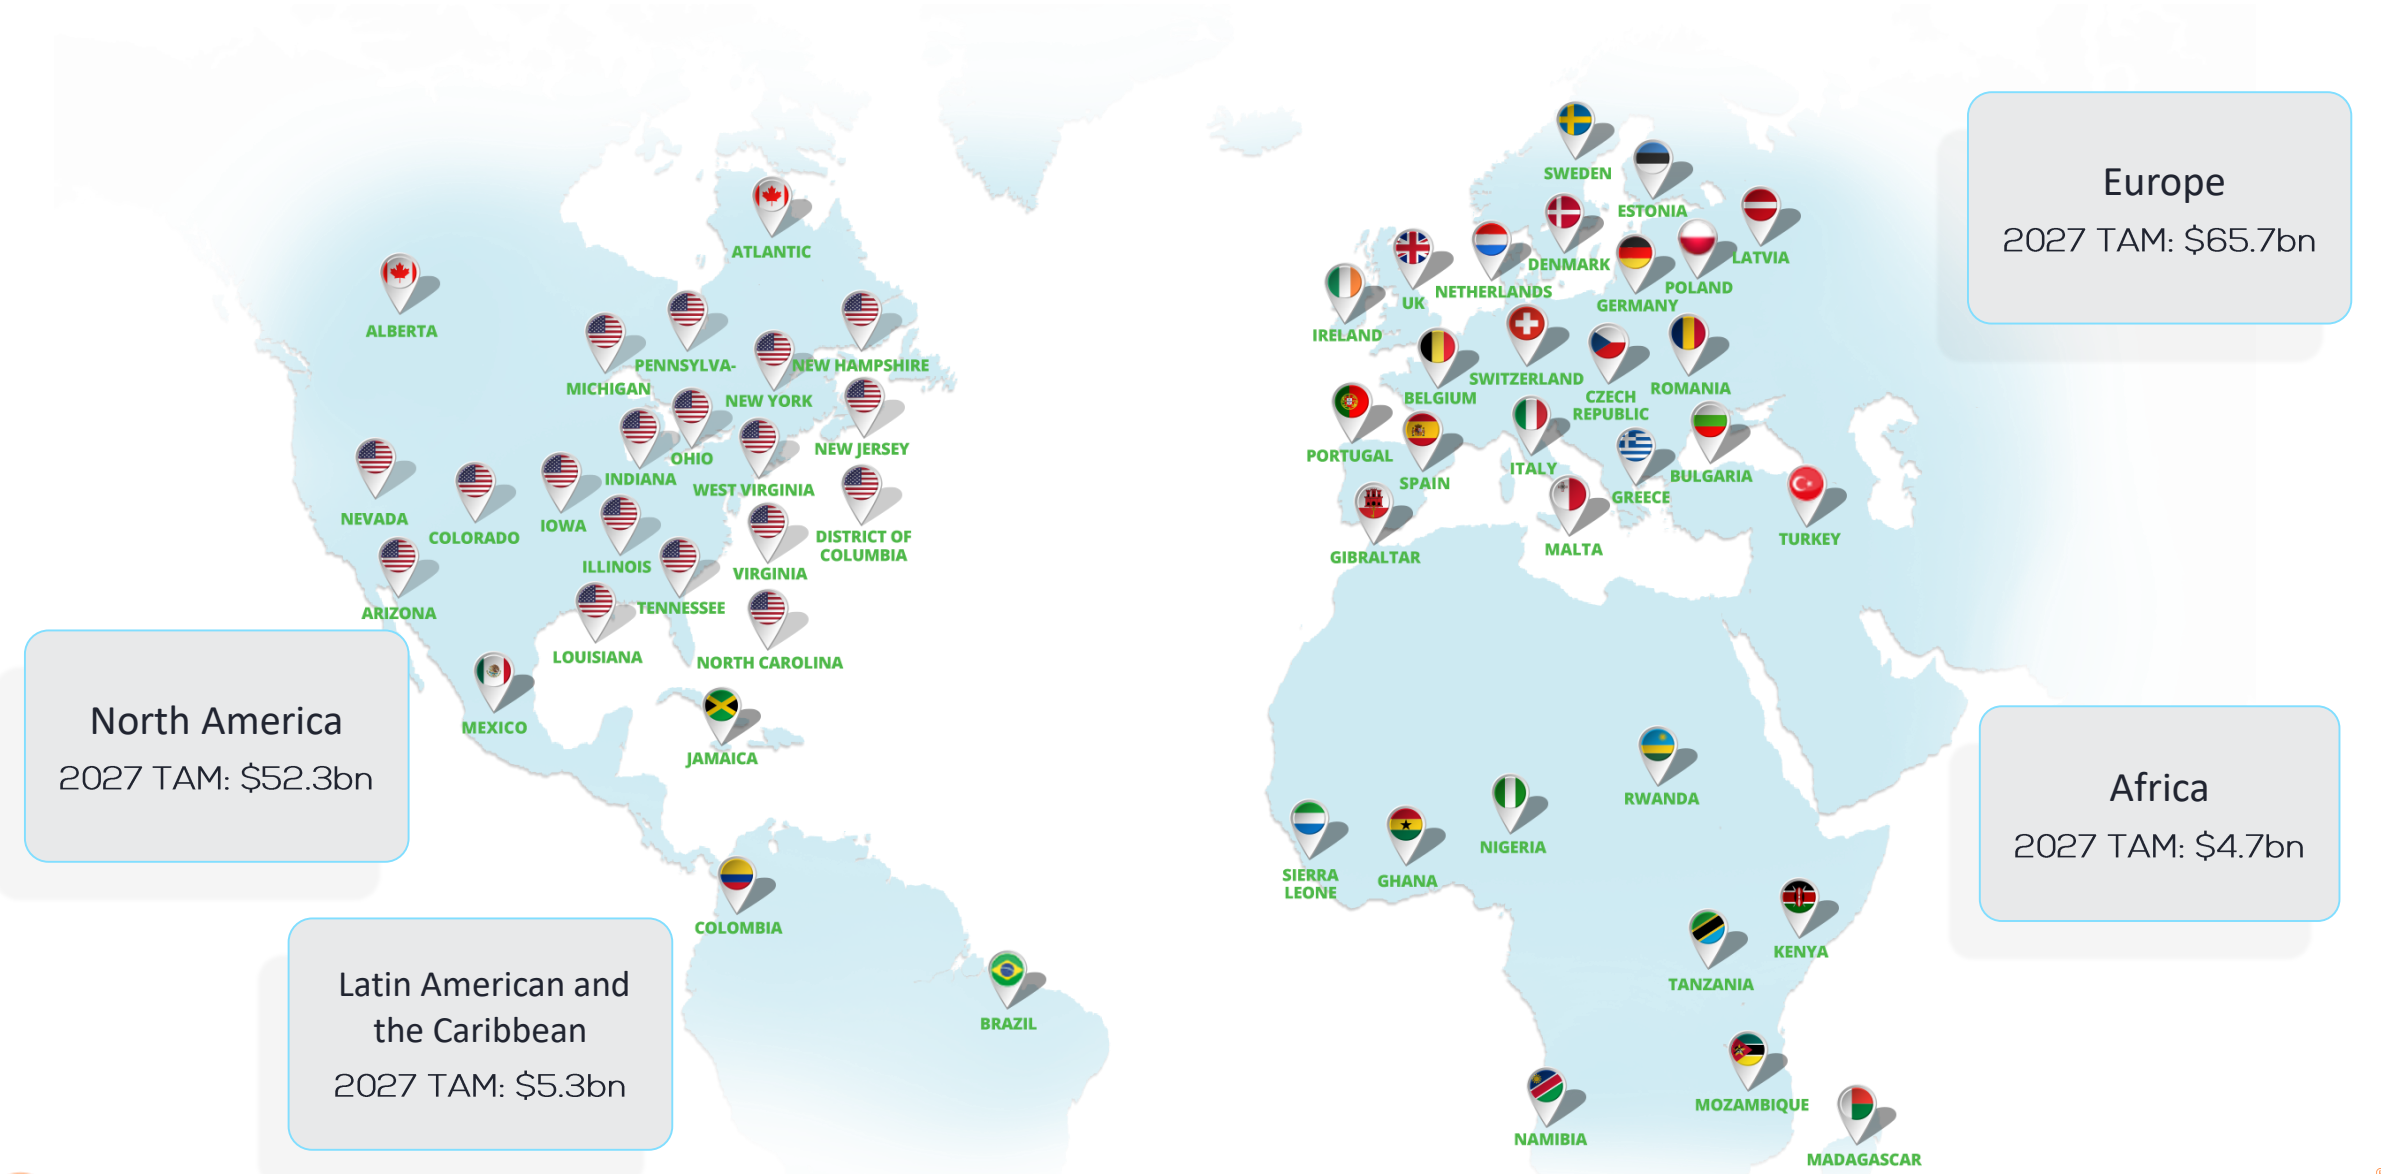 SWEDEN
ESTONIA
Europe
2027 TAM: $65.7bn
ATLANTIC
DENMARK
LATVIA
NETHERLANDS
POLAND
UK
GERMANY
ALBERTA
IRELAND
PENNSYLVA-
NEW HAMPSHIRE
MICHIGAN
SWITZERLAND
ROMANIA
NEW YORK
BELGIUM
CZECH
REPUBLIC
NEW JERSEY
OHIO
PORTUGAL
ITALY
INDIANA
WEST VIRGINIA
SPAIN
BULGARIA
GREECE
NEVADA
COLORADO
IOWA
DISTRICT OF
COLUMBIA
TURKEY
MALTA
GIBRALTAR
ILLINOIS
VIRGINIA
ARIZONA
TENNESSEE
LOUISIANA
NORTH CAROLINA
North America
2027 TAM: $52.3bn
MEXICO
JAMAICA
Africa
2027 TAM: $4.7bn
RWANDA
NIGERIA
SIERRA
LEONE
GHANA
COLOMBIA
KENYA
TANZANIA
Latin American and
the Caribbean
2027 TAM: $5.3bn
BRAZIL
MOZAMBIQUE
NAMIBIA
MADAGASCAR